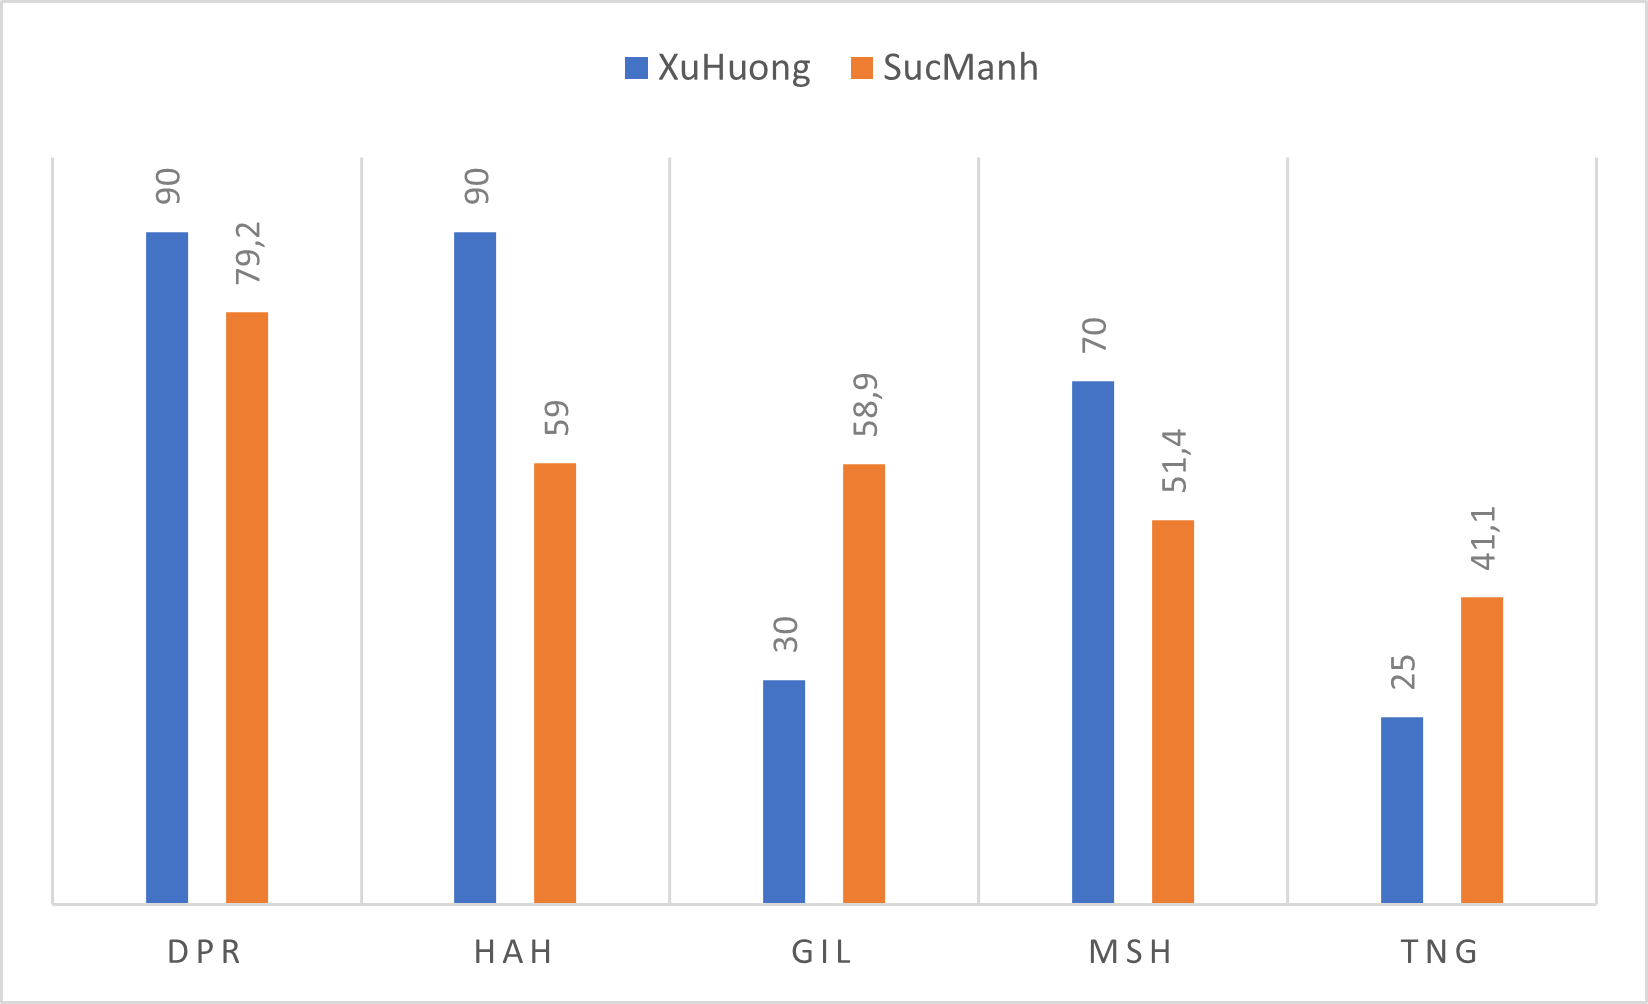 XuHuong SucManh
90 79,2 90 59 30 58,9 70 51,4 25 41,1
DPR HAH GIL MSH TNG